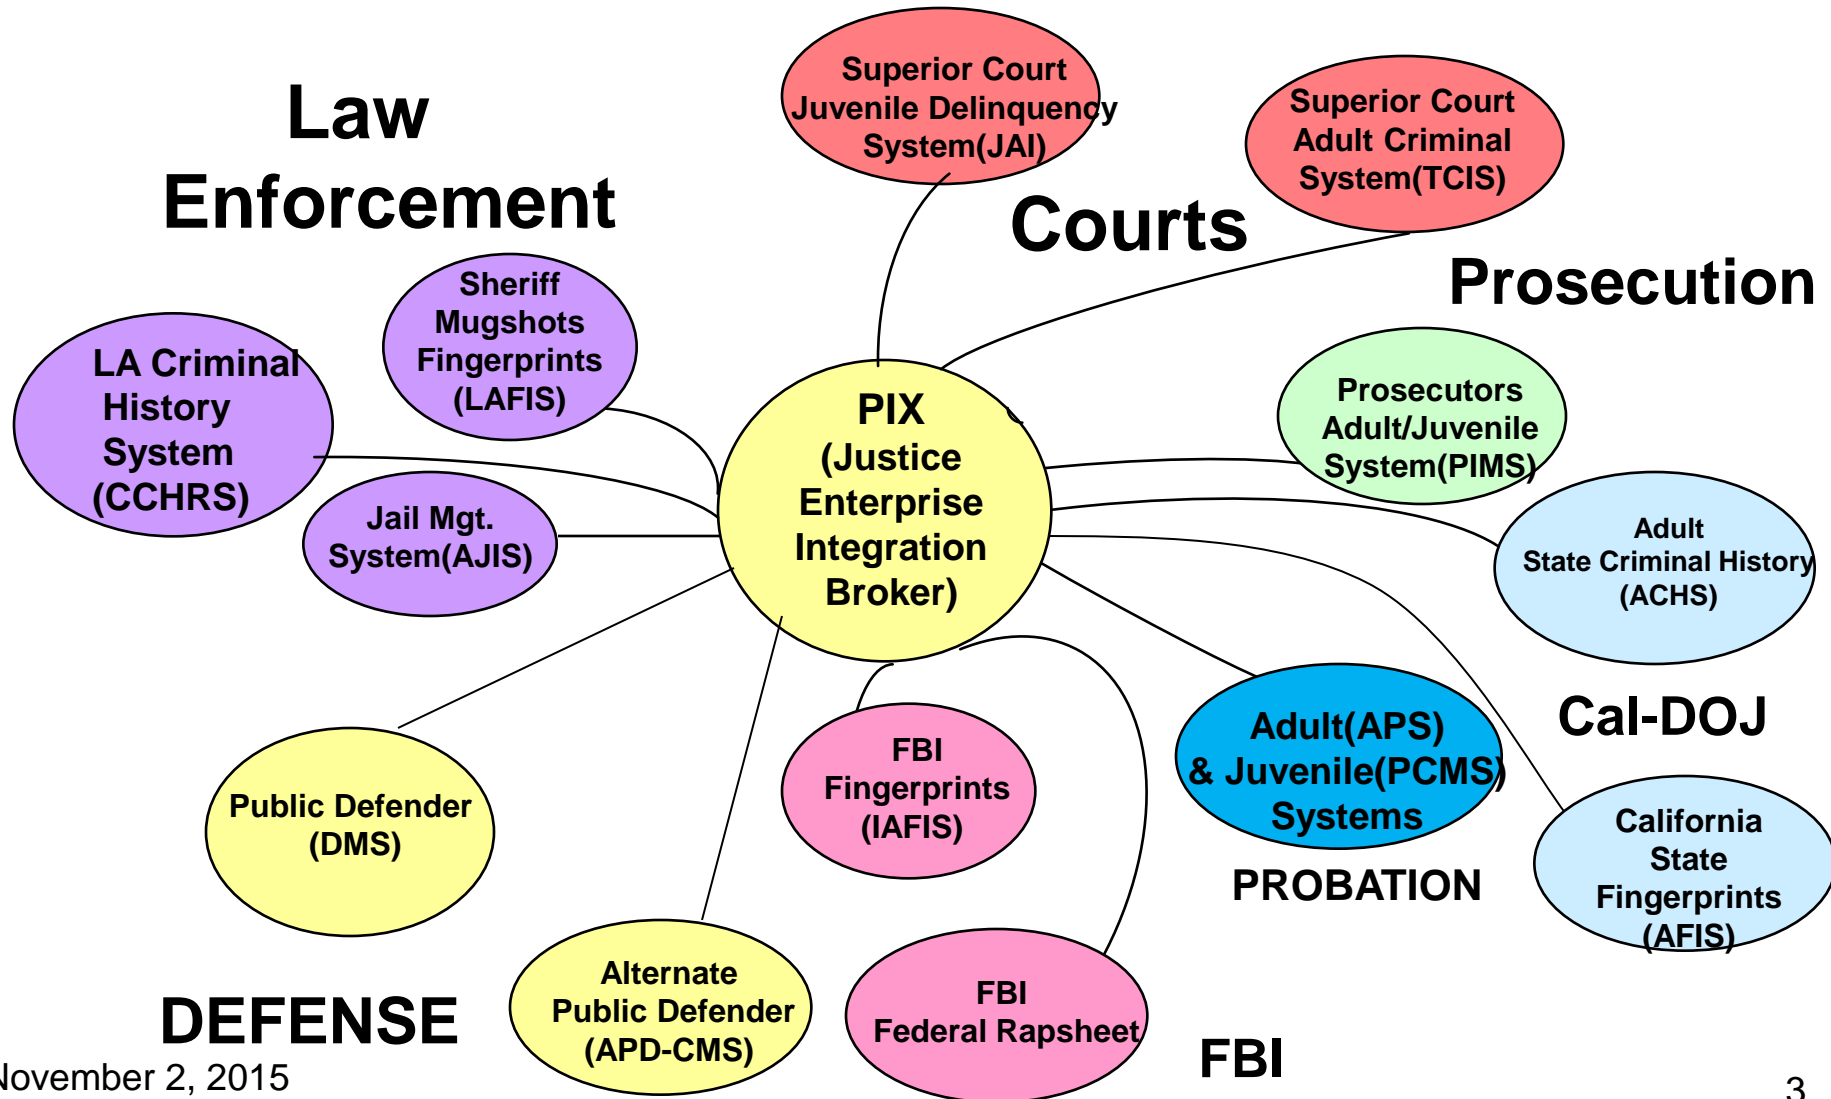 Law
Enforcement
Superior Court
Juvenile Delinquency
System(JAI)
Superior Court
Adult Criminal
System(TCIS)
Courts
Prosecution
Sheriff
Mugshots
Fingerprints
(LAFIS)
LA Criminal
History
System
(CCHRS)
Jail Mgt.
System(AJIS)
PIX
(Justice
Enterprise
Integration
Broker)
Prosecutors
Adult/Juvenile
System(PIMS)
Adult
State Criminal History
(ACHS)
Cal-DOJ
Adult(APS)
& Juvenile(PCMS)
Systems
PROBATION
California
State
Fingerprints
(AFIS)
FBI
Fingerprints
(IAFIS)
Public Defender
(DMS)
Alternate
Public Defender
(APD-CMS)
FBI
Federal Rapsheet
DEFENSE
FBI
November 2, 2015
3